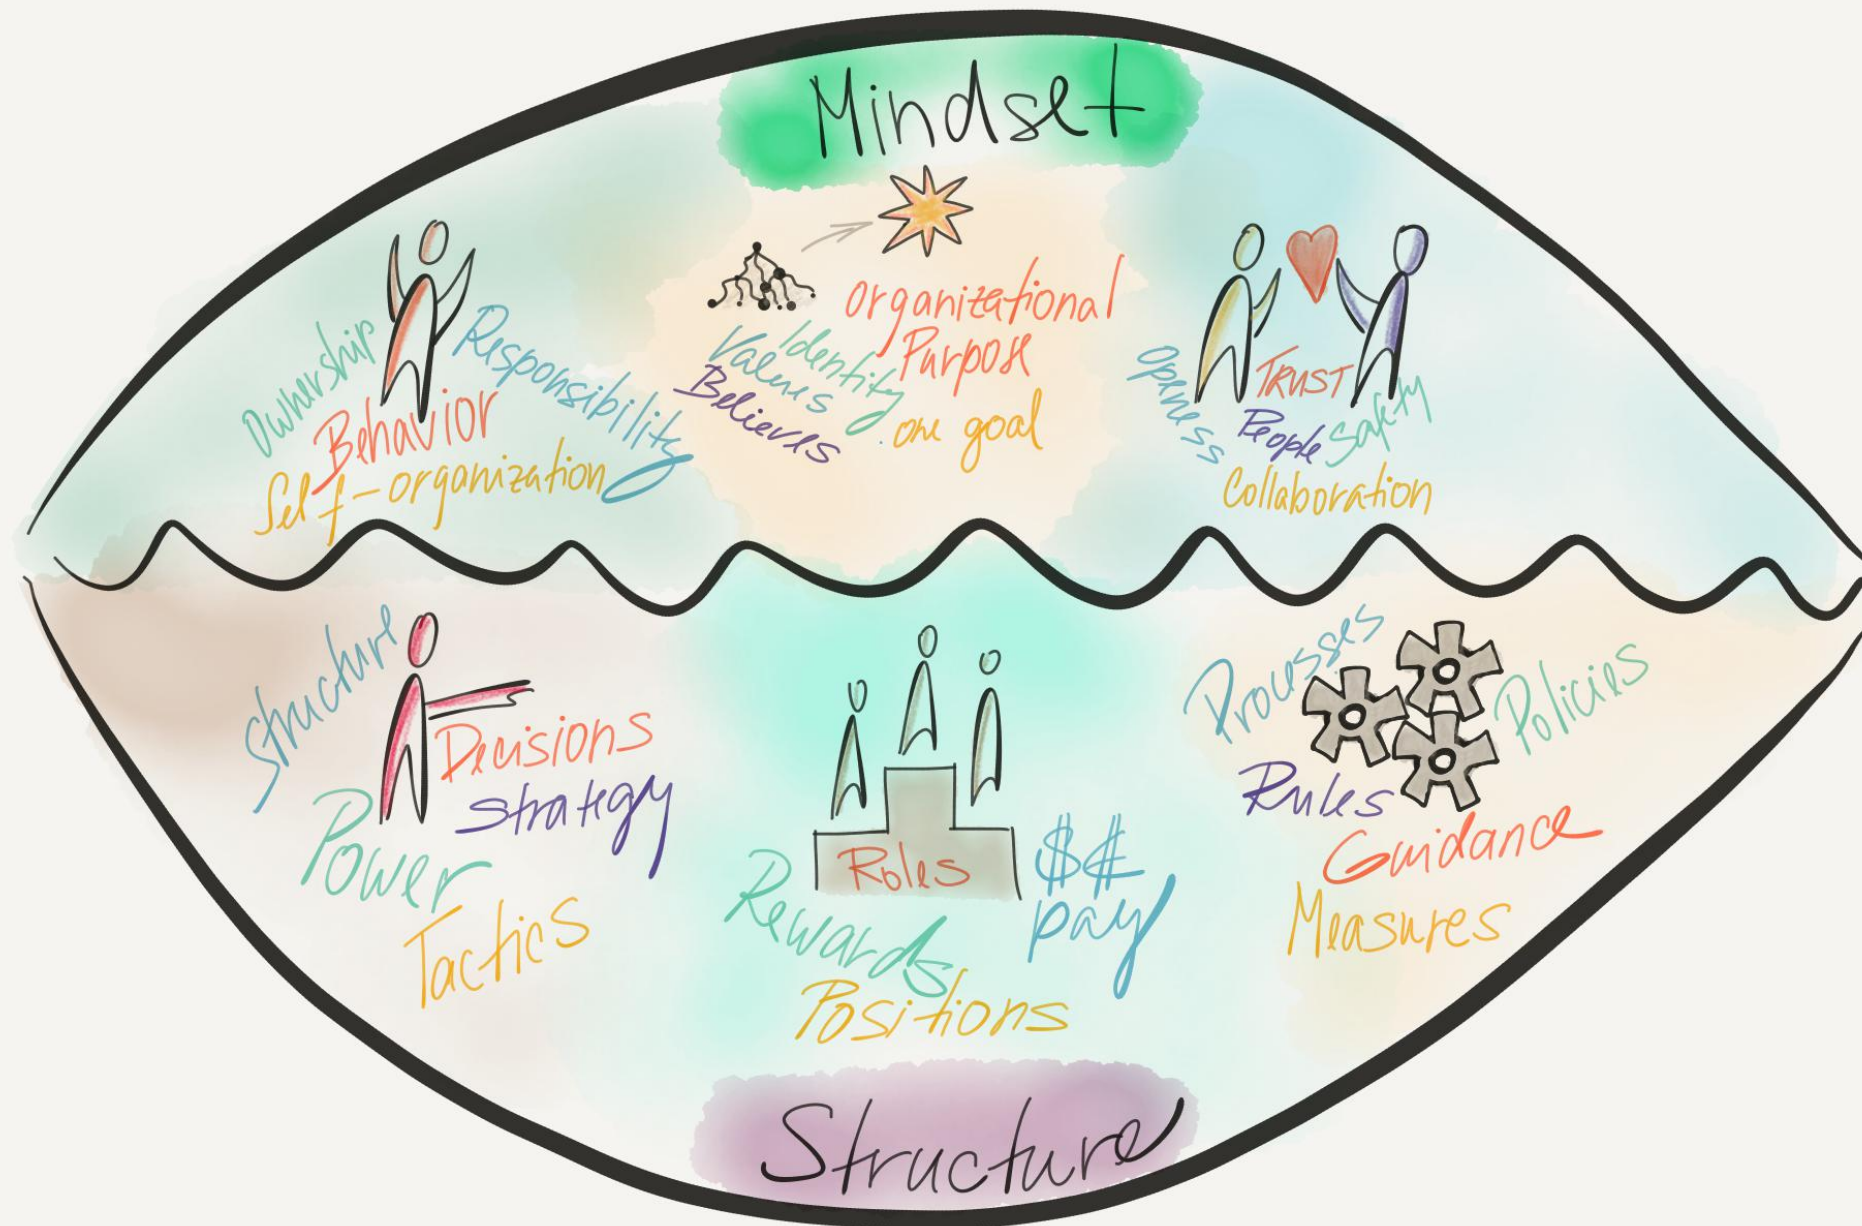 Mindset
Ownership
Responsibility
Behavior
Self-organization
Organizational
Purpose
Identity
Values
Believes
one goal
Openess
TRUST
People
Safety
Collaboration
Structure
Decisions
Strategy
Power
Tactics
Roles
$$
pay
Rewards
Positions
Processes
Policies
Rules
Guidance
Measures
Structure